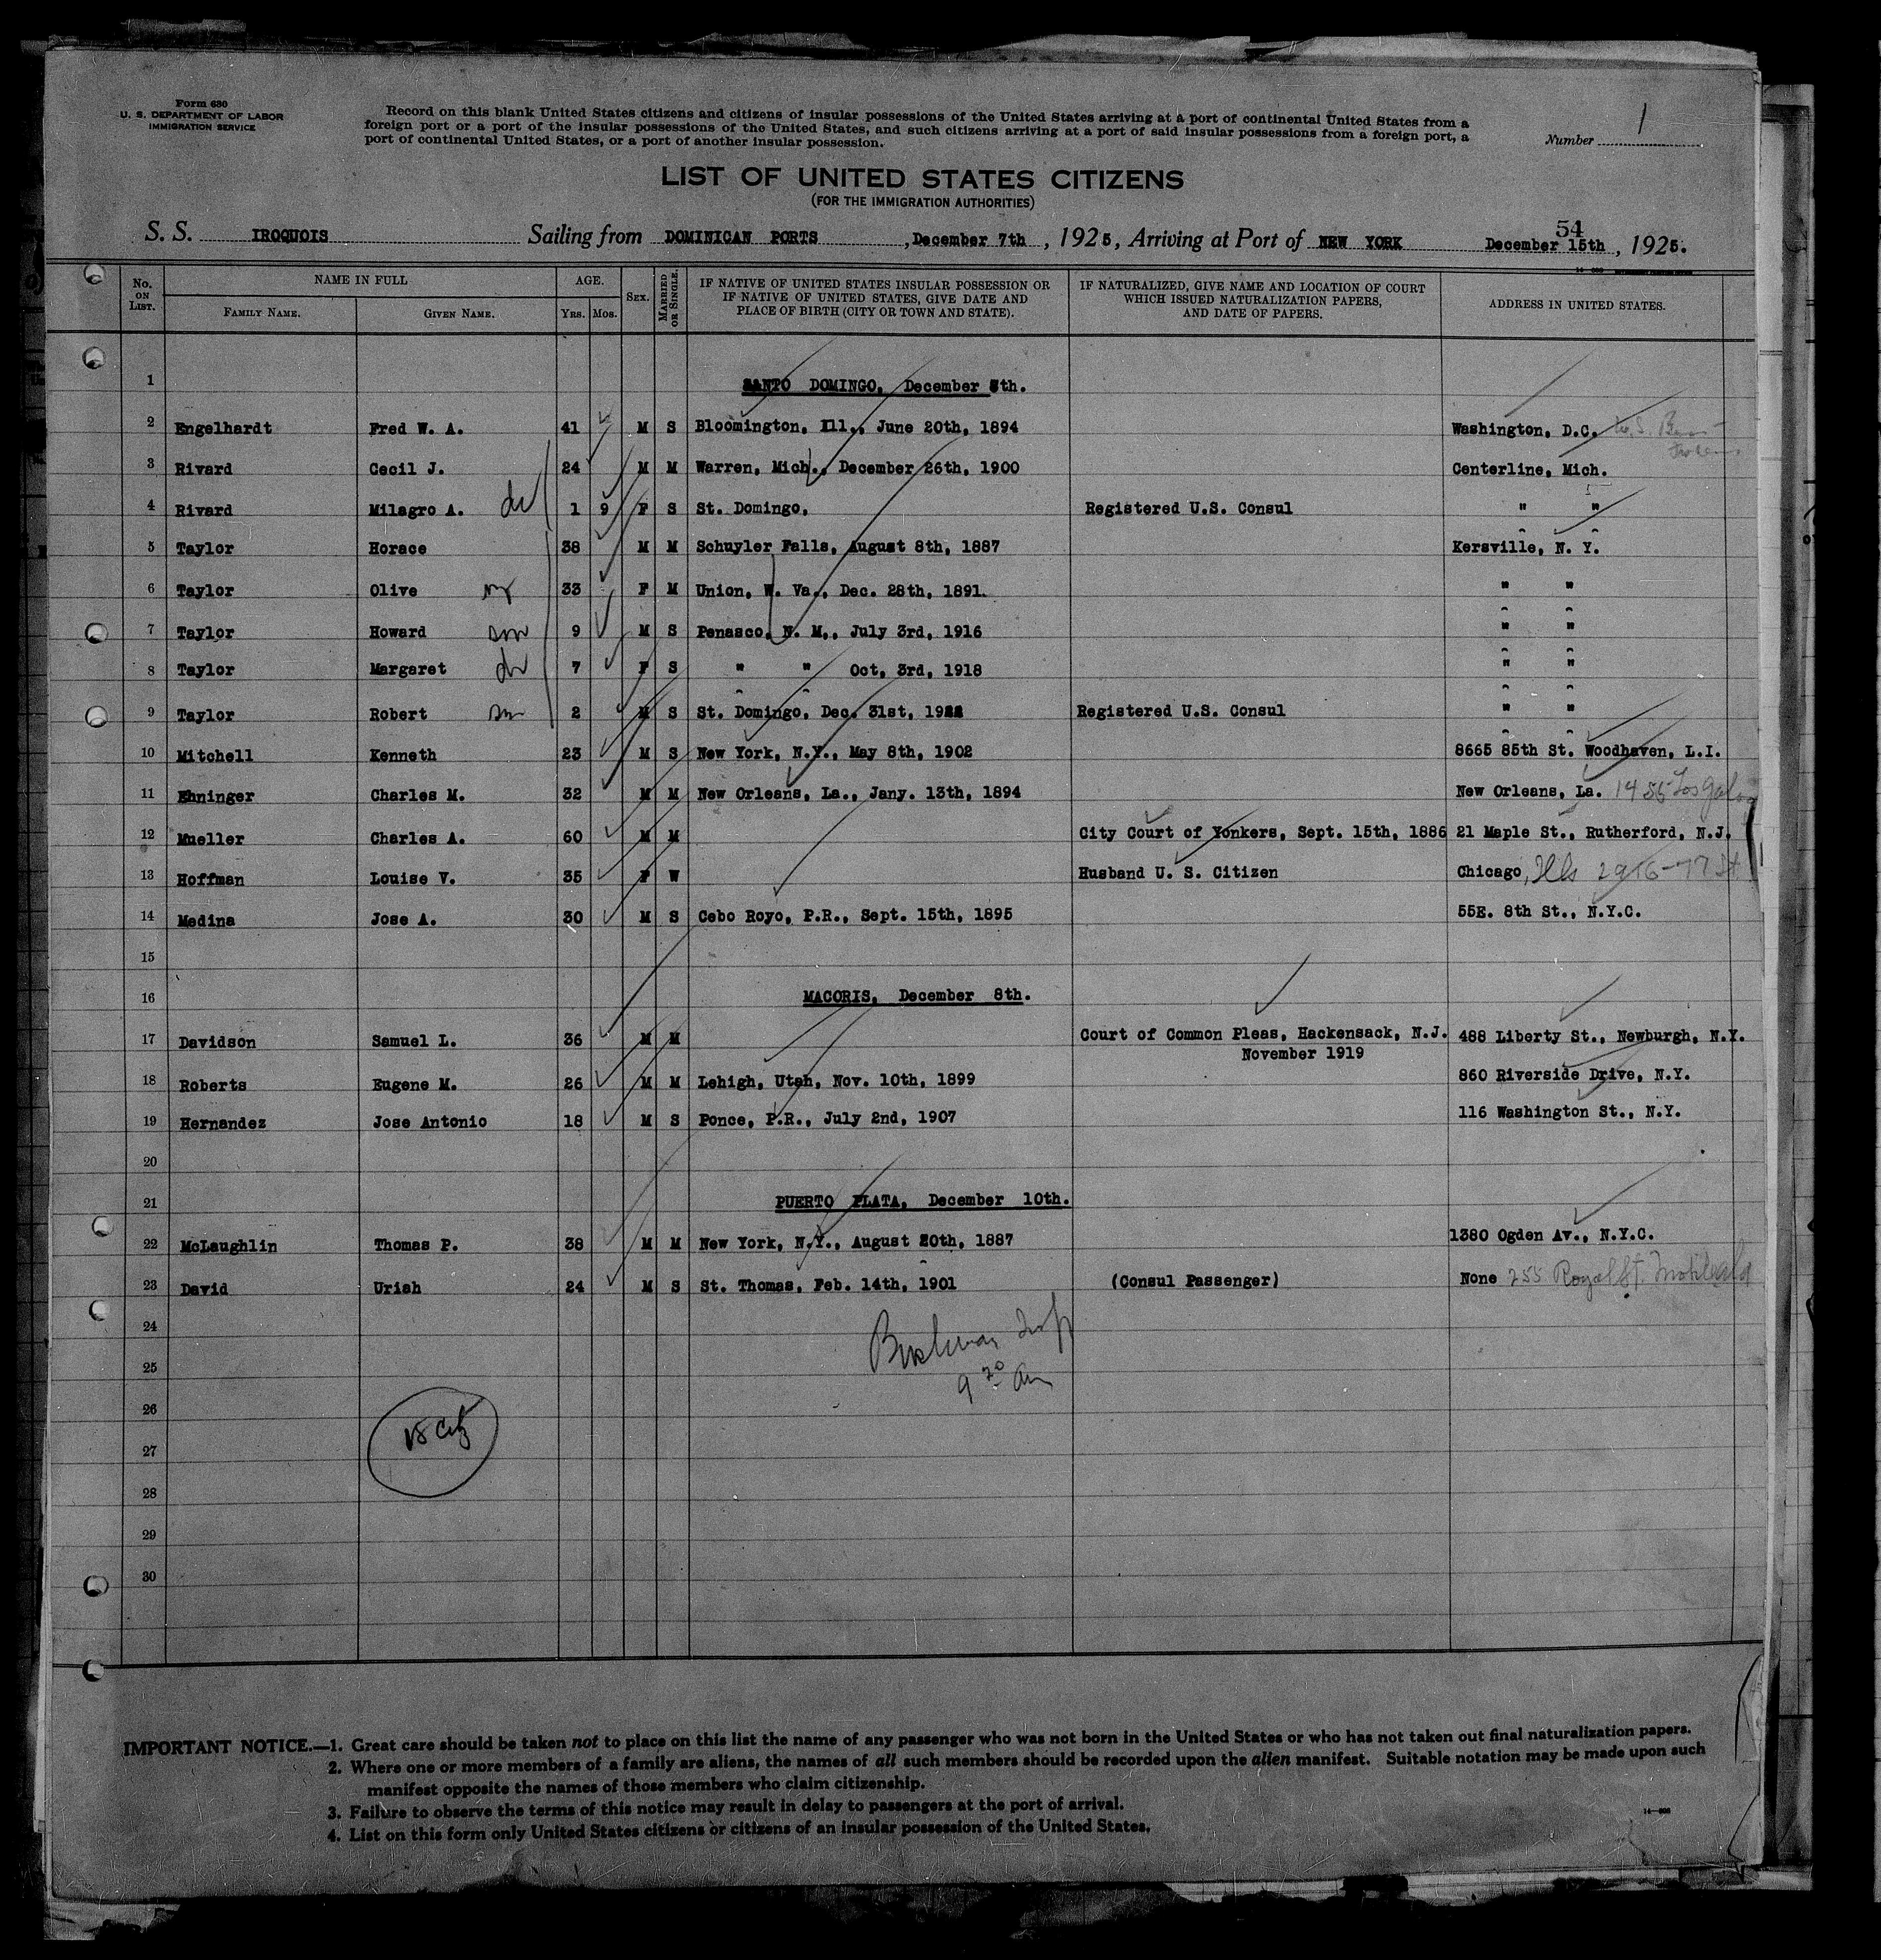 Form 630
U. S. DEPARTMENT OF LABOR
IMMIGRATION SERVICE
Record on this blank United States citizens and citizens of insular possessions of the United States arriving at a port of continental United States from a
foreign port or a port of the insular possessions of the United States, and such citizens arriving at a port of said insular possessions from a foreign port, a
port of continental United States, or a port of another insular possession.
Number 1
LIST OF UNITED STATES CITIZENS
(FOR THE IMMIGRATION AUTHORITIES)
54
S. S. IROQUOIS Sailing from DOMINICAN PORTS, December 7th, 1925, Arriving at Port of NEW YORK December 15th, 1925.
No. ON LIST. NAME IN FULL FAMILY NAME. GIVEN NAME. AGE. YRS. MOS. SEX. MARRIED OR SINGLE. IF NATIVE OF UNITED STATES INSULAR POSSESSION OR IF NATIVE OF UNITED STATES, GIVE DATE AND PLACE OF BIRTH (CITY OR TOWN AND STATE). IF NATURALIZED, GIVE NAME AND LOCATION OF COURT WHICH ISSUED NATURALIZATION PAPERS, AND DATE OF PAPERS. ADDRESS IN UNITED STATES.
1 SANTO DOMINGO, December 8th.
2 Engelhardt Fred W. A. 41 M S Bloomington, Ill., June 20th, 1894 Washington, D.C.
3 Rivard Cecil J. 24 M M Warren, Mich., December 26th, 1900 Centerline, Mich.
4 Rivard Milagro A. 1 9 F S St. Domingo, Registered U.S. Consul " "
5 Taylor Horace 38 M M Schuyler Falls, August 8th, 1887 Kersville, N. Y.
6 Taylor Olive 33 F M Union, W. Va., Dec. 28th, 1891. " "
7 Taylor Howard son 9 M S Penasco, N. M., July 3rd, 1916 " "
8 Taylor Margaret 7 F S " " Oct, 3rd, 1918 " "
9 Taylor Robert son 2 M S St. Domingo, Dec. 31st, 1922 Registered U.S. Consul " "
10 Mitchell Kenneth 23 M S New York, N.Y., May 8th, 1902 8665 85th St. Woodhaven, L.I.
11 Ehninger Charles M. 32 M M New Orleans, La., Jany. 13th, 1894 New Orleans, La.
12 Mueller Charles A. 60 M M City Court of Yonkers, Sept. 15th, 1886 21 Maple St., Rutherford, N.J.
13 Hoffman Louise V. 35 F W Husband U. S. Citizen Chicago, Ills 2916-77 St
14 Medina Jose A. 30 M S Cebo Royo, P.R., Sept. 15th, 1895 55E. 8th St., N.Y.C.
15
16 MACORIS, December 8th.
17 Davidson Samuel L. 36 M M Court of Common Pleas, Hackensack, N.J. 488 Liberty St., Newburgh, N.Y.
November 1919
18 Roberts Eugene M. 26 M M Lehigh, Utah, Nov. 10th, 1899 860 Riverside Drive, N.Y.
19 Hernandez Jose Antonio 18 M S Ponce, P.R., July 2nd, 1907 116 Washington St., N.Y.
20
21 PUERTO PLATA, December 10th.
22 McLaughlin Thomas P. 38 M M New York, N.Y., August 20th, 1887 1380 Ogden Av., N.Y.C.
23 David Uriah 24 M S St. Thomas, Feb. 14th, 1901 (Consul Passenger) None 255 Royal St.
24
25
9 20 Am
26
27
28
29
30
IMPORTANT NOTICE.—1. Great care should be taken not to place on this list the name of any passenger who was not born in the United States or who has not taken out final naturalization papers.
2. Where one or more members of a family are aliens, the names of all such members should be recorded upon the alien manifest. Suitable notation may be made upon such
manifest opposite the names of those members who claim citizenship.
3. Failure to observe the terms of this notice may result in delay to passengers at the port of arrival.
4. List on this form only United States citizens or citizens of an insular possession of the United States.